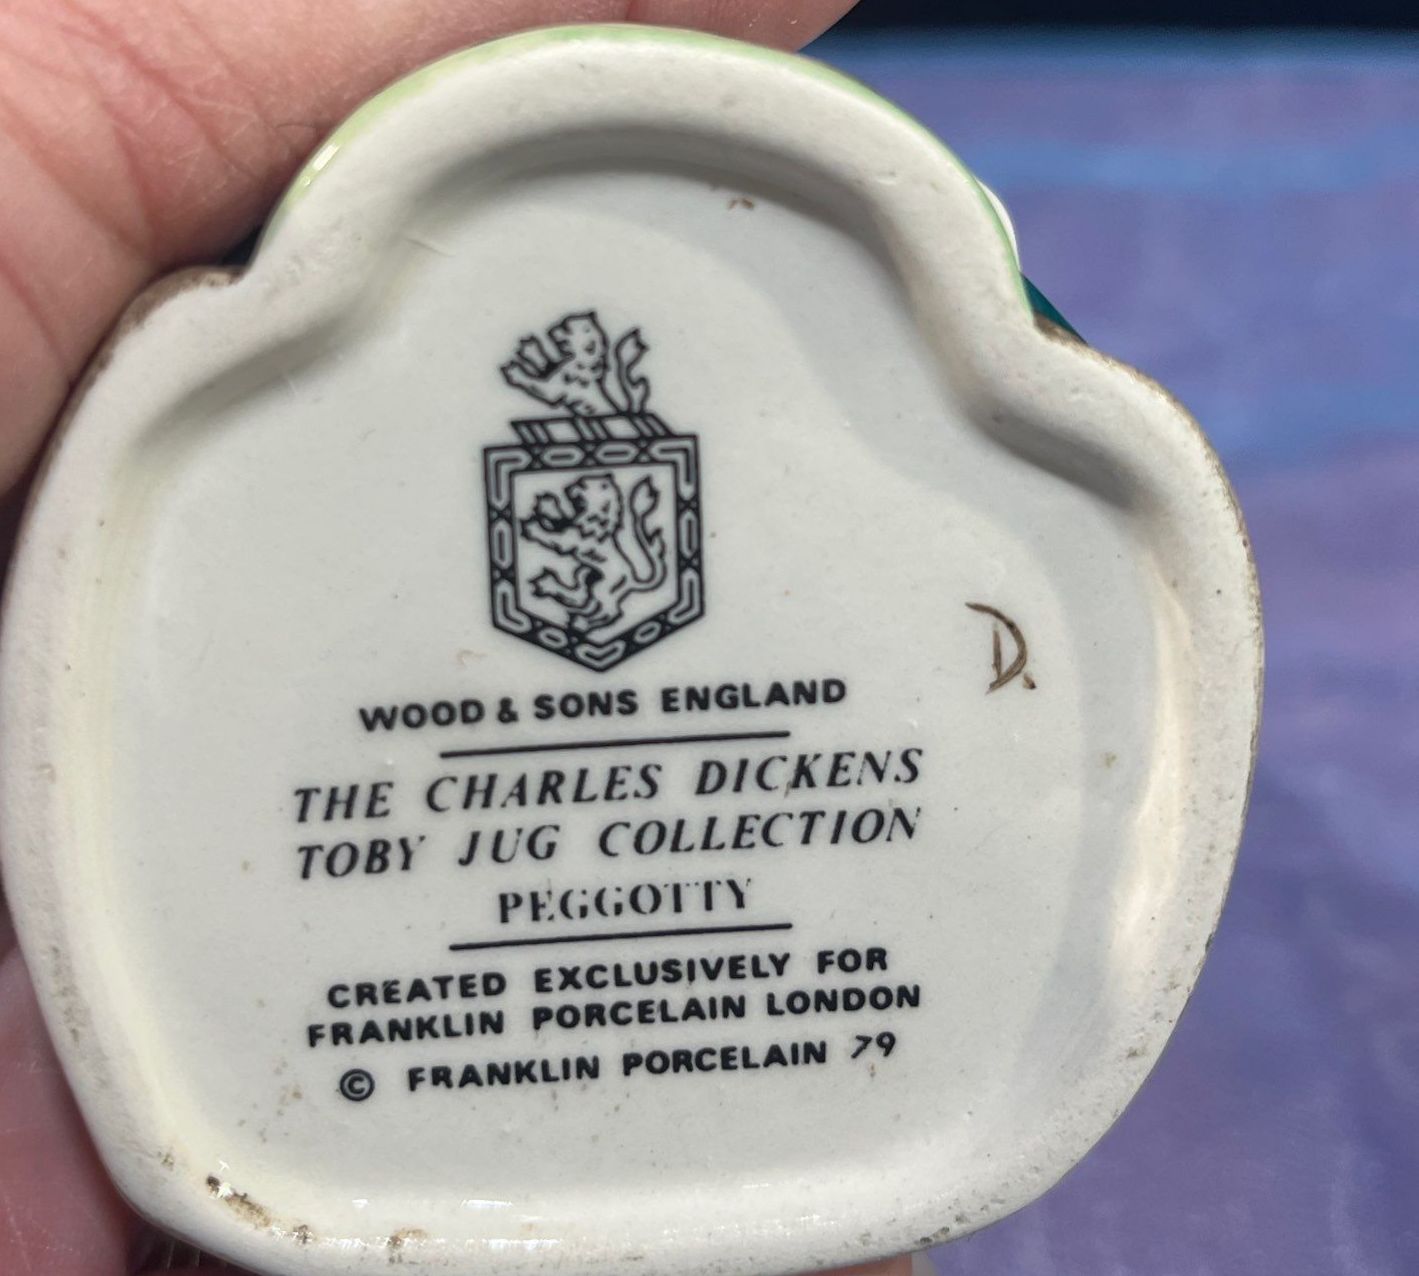 WOOD & SONS ENGLAND
D.
THE CHARLES DICKENS
TOBY JUG COLLECTION
PEGGOTTY
CREATED EXCLUSIVELY FOR
FRANKLIN PORCELAIN LONDON
© FRANKLIN PORCELAIN 79